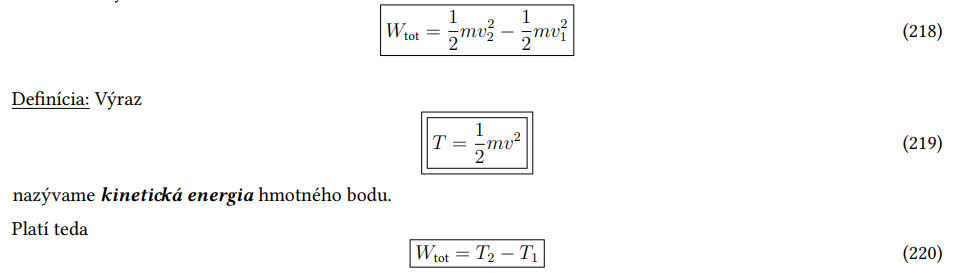 W_tot = 1/2 mv_2^2 − 1/2 mv_1^2 (218)
Definícia: Výraz
T = 1/2 mv^2 (219)
nazývame kinetická energia hmotného bodu.
Platí teda
W_tot = T_2 − T_1 (220)